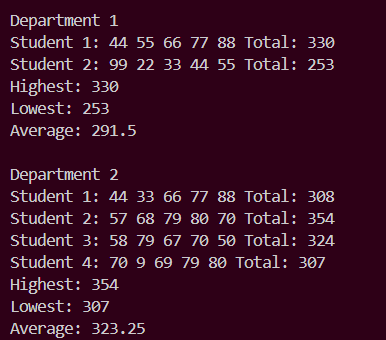 Department 1
Student 1: 44 55 66 77 88 Total: 330
Student 2: 99 22 33 44 55 Total: 253
Highest: 330
Lowest: 253
Average: 291.5

Department 2
Student 1: 44 33 66 77 88 Total: 308
Student 2: 57 68 79 80 70 Total: 354
Student 3: 58 79 67 70 50 Total: 324
Student 4: 70 9 69 79 80 Total: 307
Highest: 354
Lowest: 307
Average: 323.25